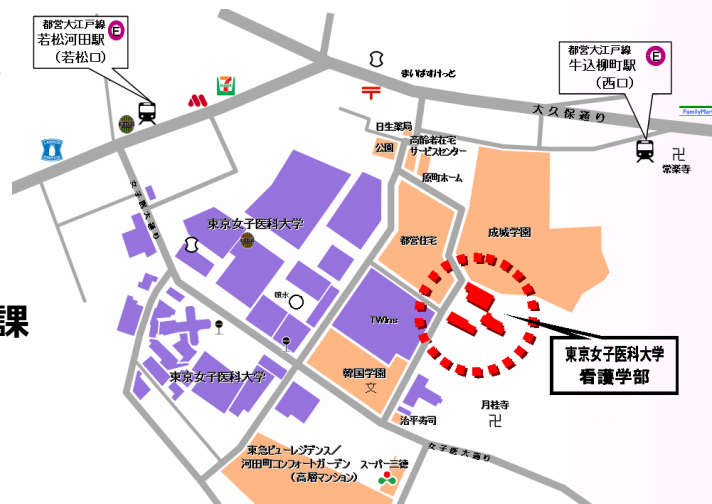 都営大江戸線
若松河田駅
（若松口）
E
都営大江戸線
牛込柳町駅
（西口）
E
まいばすけっと
大久保通り
FamilyMart
常楽寺
日生薬局
公園
高齢者住宅
サービスセンター
原町ホーム
女子医大通り
東京女子医科大学
都営住宅
成城学園
噴水
TWIns
課
東京女子医科大学
看護学部
東京女子医科大学
韓国学園
文
月桂寺
治平寿司
女子医大通り
東急ビューレジデンス／
河田町コンフォートガーデン
（高層マンション）
スーパー三徳